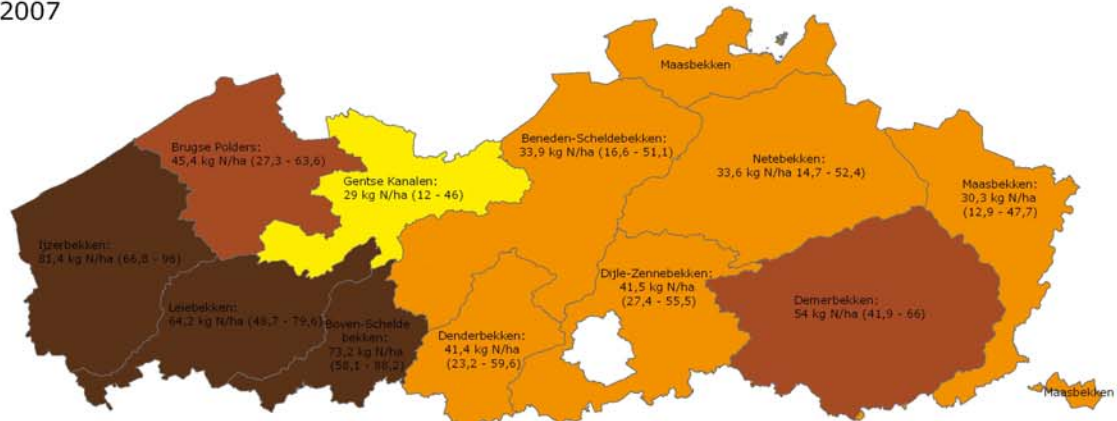 2007
Maasbekken
Brugse Polders:
45,4 kg N/ha (27,3 - 63,6)
Beneden-Scheldebekken:
33,9 kg N/ha (16,6 - 51,1)
Netebekken:
33,6 kg N/ha 14,7 - 52,4)
Gentse Kanalen:
29 kg N/ha (12 - 46)
Maasbekken:
30,3 kg N/ha
(12,9 - 47,7)
Ijzerbekken:
81,4 kg N/ha (66,8 - 96)
Dijle-Zennebekken:
41,5 kg N/ha
(27,4 - 55,5)
Demerbekken:
54 kg N/ha (41,9 - 66)
Leiebekken:
64,2 kg N/ha (48,7 - 79,6)
Boven-Schelde
bekken:
73,2 kg N/ha
(58,1 - 88,2)
Denderbekken:
41,4 kg N/ha
(23,2 - 59,6)
Maasbekken